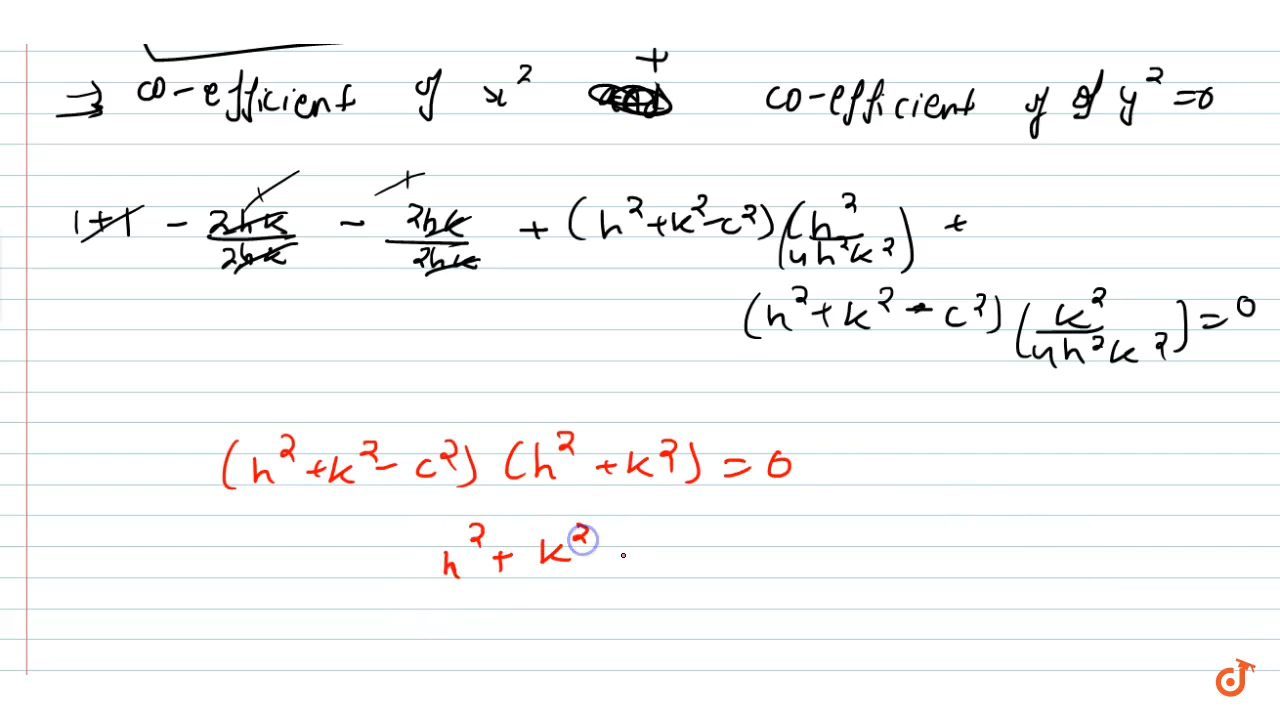 ⇒ co-efficient of x² + co-efficient of of y² = 0
1+1 - 2hk/2hk - 2hk/2hk + (h²+k²-c²)(h²/4h²k²) +
(h²+k²-c²)(k²/4h²k²) = 0
(h²+k²-c²)(h²+k²) = 0
h² + k²